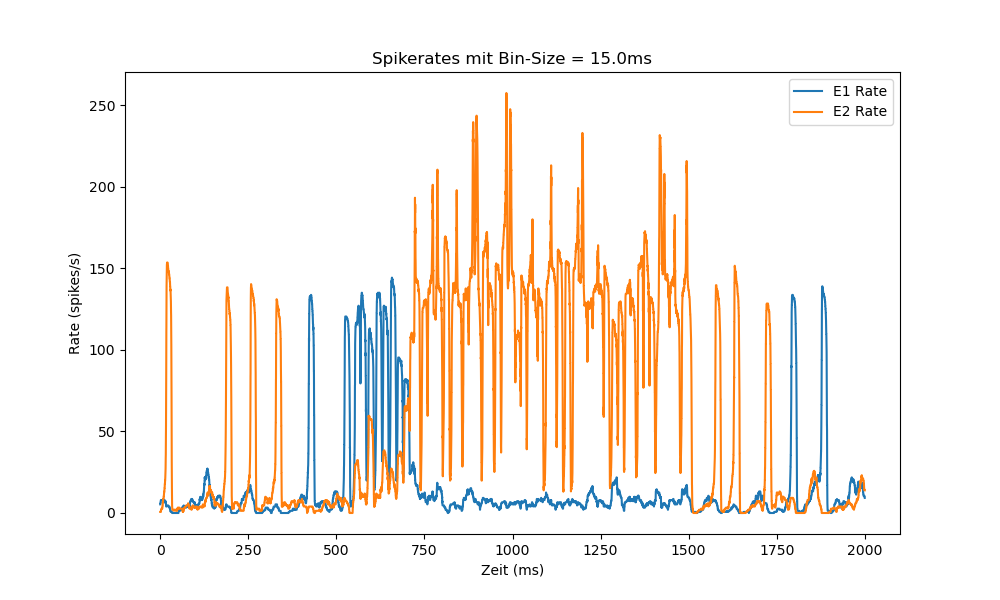 Spikerates mit Bin-Size = 15.0ms
E1 Rate
E2 Rate
250
200
150
100
50
0
Rate (spikes/s)
0 250 500 750 1000 1250 1500 1750 2000
Zeit (ms)